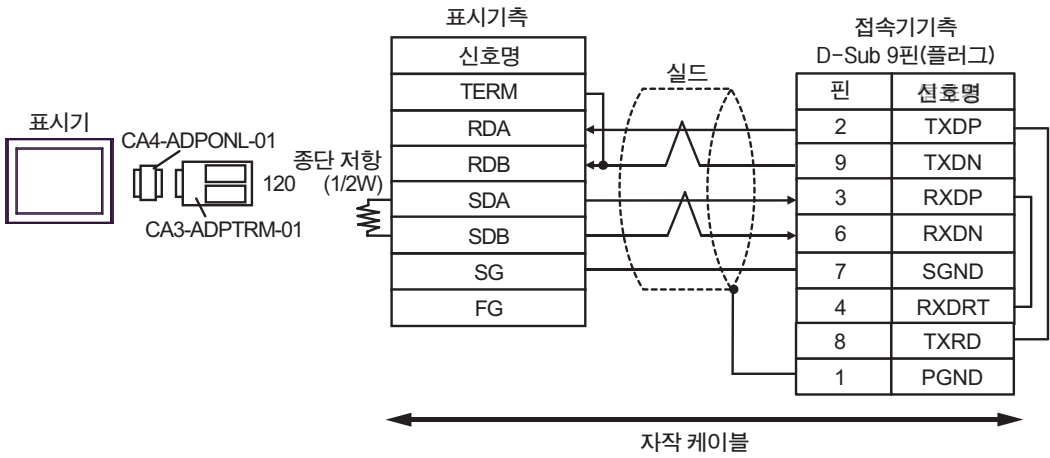 표시기측
접속기기측
D-Sub 9핀(플러그)
표시기
CA4-ADPONL-01
CA3-ADPTRM-01
120
종단 저항
(1/2W)
실드
신호명
TERM
RDA
RDB
SDA
SDB
SG
FG
핀 신호명
2 TXDP
9 TXDN
3 RXDP
6 RXDN
7 SGND
4 RXDRT
8 TXRD
1 PGND
자작 케이블